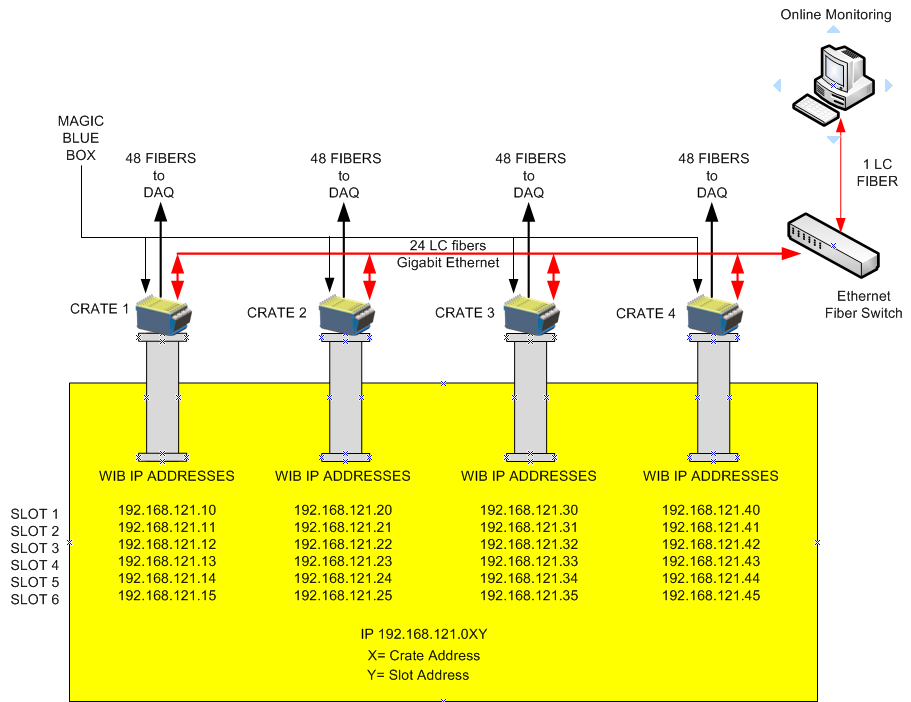 Online Monitoring
MAGIC
BLUE
BOX
48 FIBERS
to
DAQ
48 FIBERS
to
DAQ
48 FIBERS
to
DAQ
48 FIBERS
to
DAQ
1 LC
FIBER
24 LC fibers
Gigabit Ethernet
Ethernet
Fiber Switch
CRATE 1
CRATE 2
CRATE 3
CRATE 4
WIB IP ADDRESSES
WIB IP ADDRESSES
WIB IP ADDRESSES
WIB IP ADDRESSES
SLOT 1 192.168.121.10 192.168.121.20 192.168.121.30 192.168.121.40
SLOT 2 192.168.121.11 192.168.121.21 192.168.121.31 192.168.121.41
SLOT 3 192.168.121.12 192.168.121.22 192.168.121.32 192.168.121.42
SLOT 4 192.168.121.13 192.168.121.23 192.168.121.33 192.168.121.43
SLOT 5 192.168.121.14 192.168.121.24 192.168.121.34 192.168.121.44
SLOT 6 192.168.121.15 192.168.121.25 192.168.121.35 192.168.121.45
IP 192.168.121.0XY
X= Crate Address
Y= Slot Address